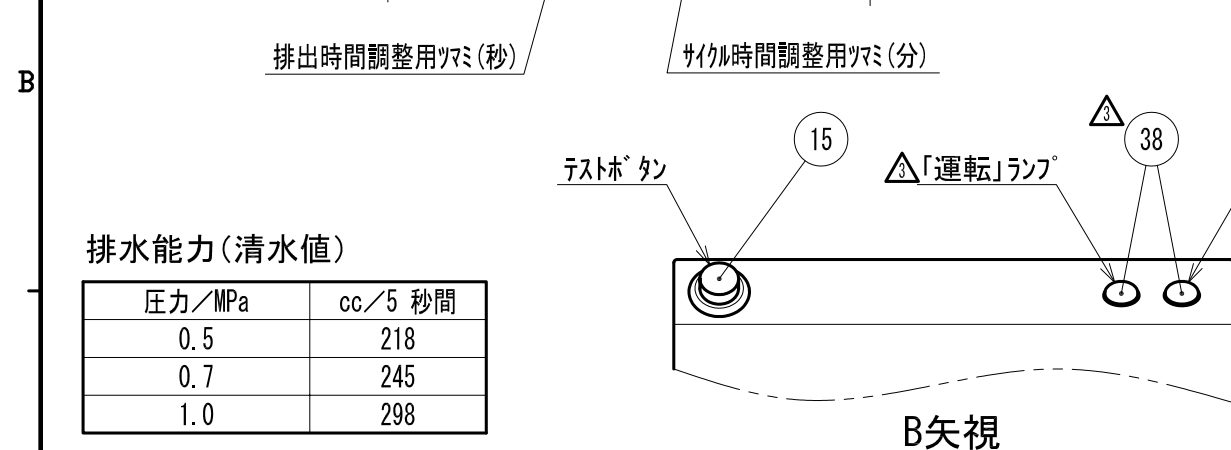 排出時間調整用ﾂﾏﾐ(秒)
ｻｲｸﾙ時間調整用ﾂﾏﾐ(分)
B
3
15
38
ﾃｽﾄﾎﾞﾀﾝ
3「運転」ﾗﾝﾌﾟ
排水能力(清水値)
圧力／MPa cc／5 秒間
0.5 218
0.7 245
1.0 298
B矢視